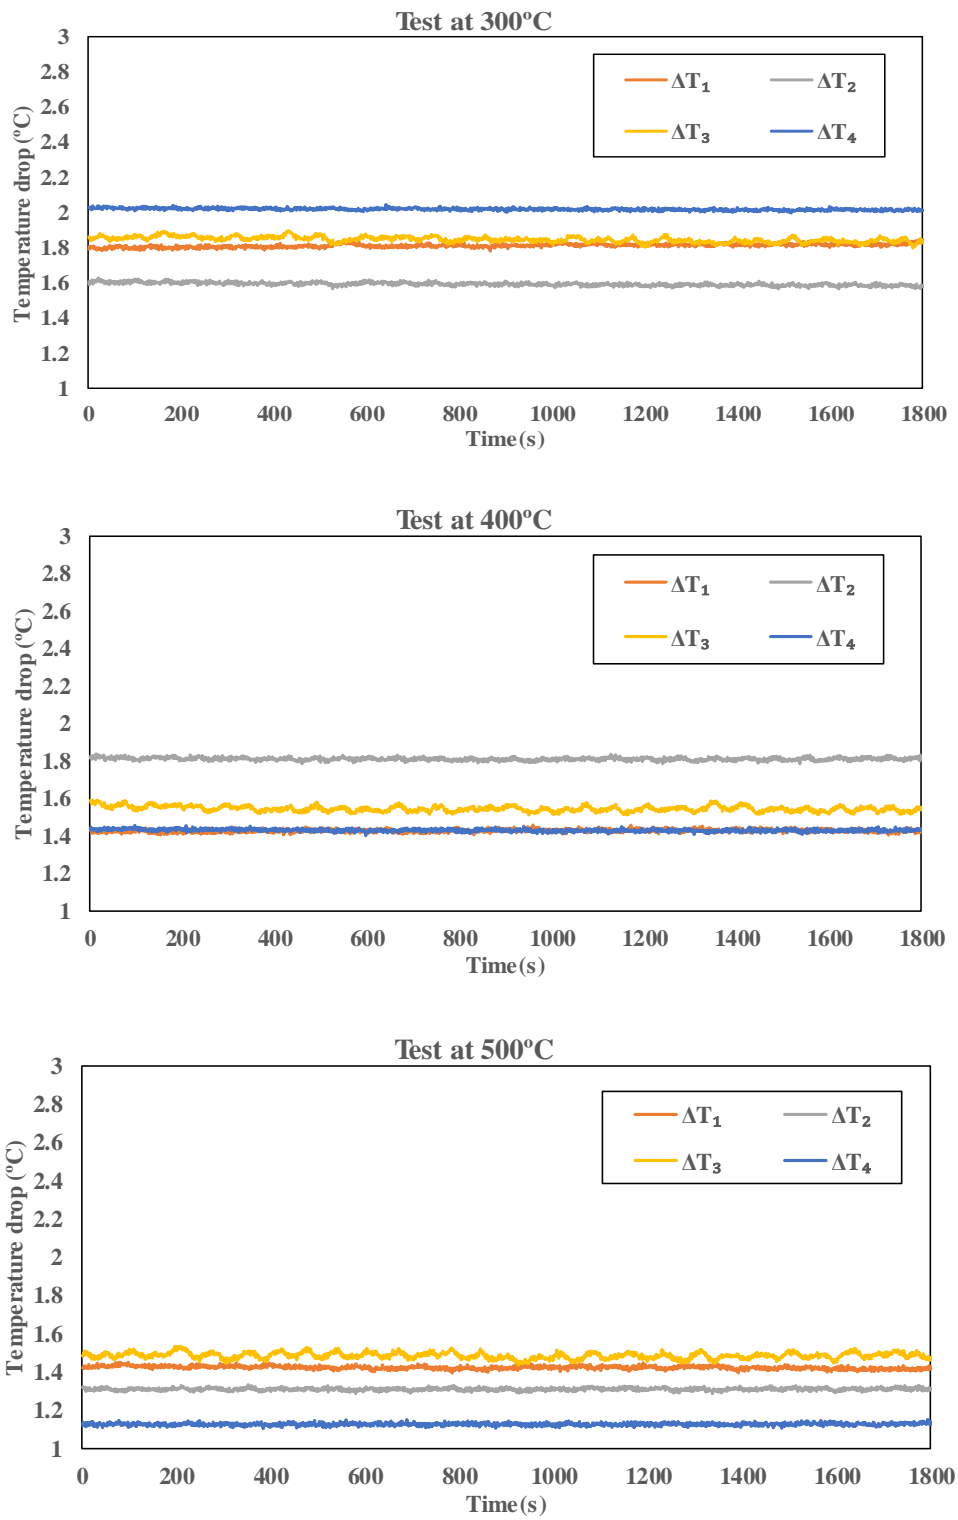 Test at 300ºC
Temperature drop (ºC)
3
2.8
2.6
2.4
2.2
2
1.8
1.6
1.4
1.2
1
ΔT₁ ΔT₂
ΔT₃ ΔT₄
0 200 400 600 800 1000 1200 1400 1600 1800
Time(s)
Test at 400ºC
Temperature drop (ºC)
3
2.8
2.6
2.4
2.2
2
1.8
1.6
1.4
1.2
1
ΔT₁ ΔT₂
ΔT₃ ΔT₄
0 200 400 600 800 1000 1200 1400 1600 1800
Time(s)
Test at 500ºC
Temperature drop (ºC)
3
2.8
2.6
2.4
2.2
2
1.8
1.6
1.4
1.2
1
ΔT₁ ΔT₂
ΔT₃ ΔT₄
0 200 400 600 800 1000 1200 1400 1600 1800
Time(s)